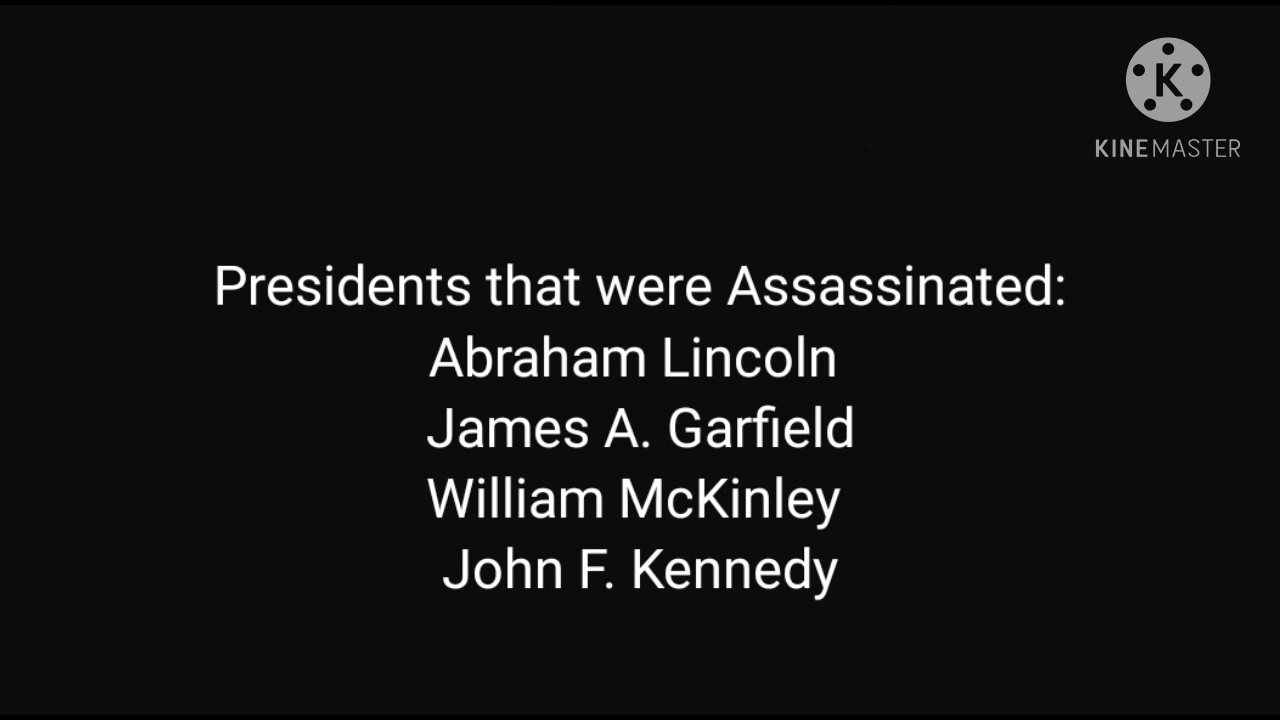 K
KINEMASTER
Presidents that were Assassinated:
Abraham Lincoln
James A. Garfield
William McKinley
John F. Kennedy